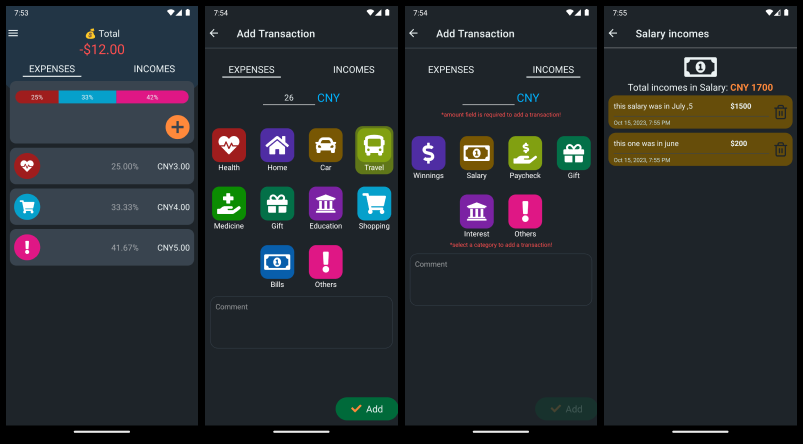 7:53
💰 Total
-$12.00
EXPENSES INCOMES
25% 33% 42%
25.00% CNY3.00
33.33% CNY4.00
41.67% CNY5.00
7:54
Add Transaction
EXPENSES INCOMES
26 CNY
Health Home Car Travel
Medicine Gift Education Shopping
Bills Others
Comment
Add
7:54
Add Transaction
EXPENSES INCOMES
CNY
*amount field is required to add a transaction!
Winnings Salary Paycheck Gift
Interest Others
*select a category to add a transaction!
Comment
Add
7:55
Salary incomes
Total incomes in Salary: CNY 1700
this salary was in July ,5 $1500
Oct 15, 2023, 7:55 PM
this one was in june $200
Oct 15, 2023, 7:55 PM